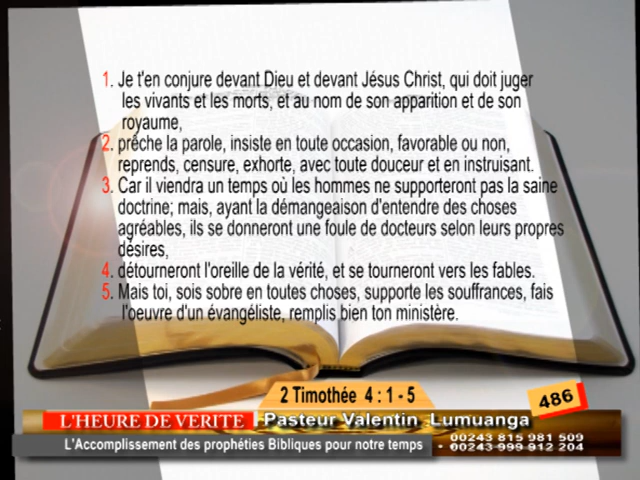 1. Je t'en conjure devant Dieu et devant Jésus Christ, qui doit juger
les vivants et les morts, et au nom de son apparition et de son
royaume,
2. prêche la parole, insiste en toute occasion, favorable ou non,
reprends, censure, exhorte, avec toute douceur et en instruisant.
3. Car il viendra un temps où les hommes ne supporteront pas la saine
doctrine; mais, ayant la démangeaison d'entendre des choses
agréables, ils se donneront une foule de docteurs selon leurs propres
désires,
4. détourneront l'oreille de la vérité, et se tourneront vers les fables.
5. Mais toi, sois sobre en toutes choses, supporte les souffrances, fais
l'oeuvre d'un évangéliste, remplis bien ton ministère.
2 Timothée 4 : 1 - 5
486
L'HEURE DE VERITE Pasteur Valentin Lumuanga
L'Accomplissement des prophéties Bibliques pour notre temps
00243 815 981 509
- 00243 999 912 204